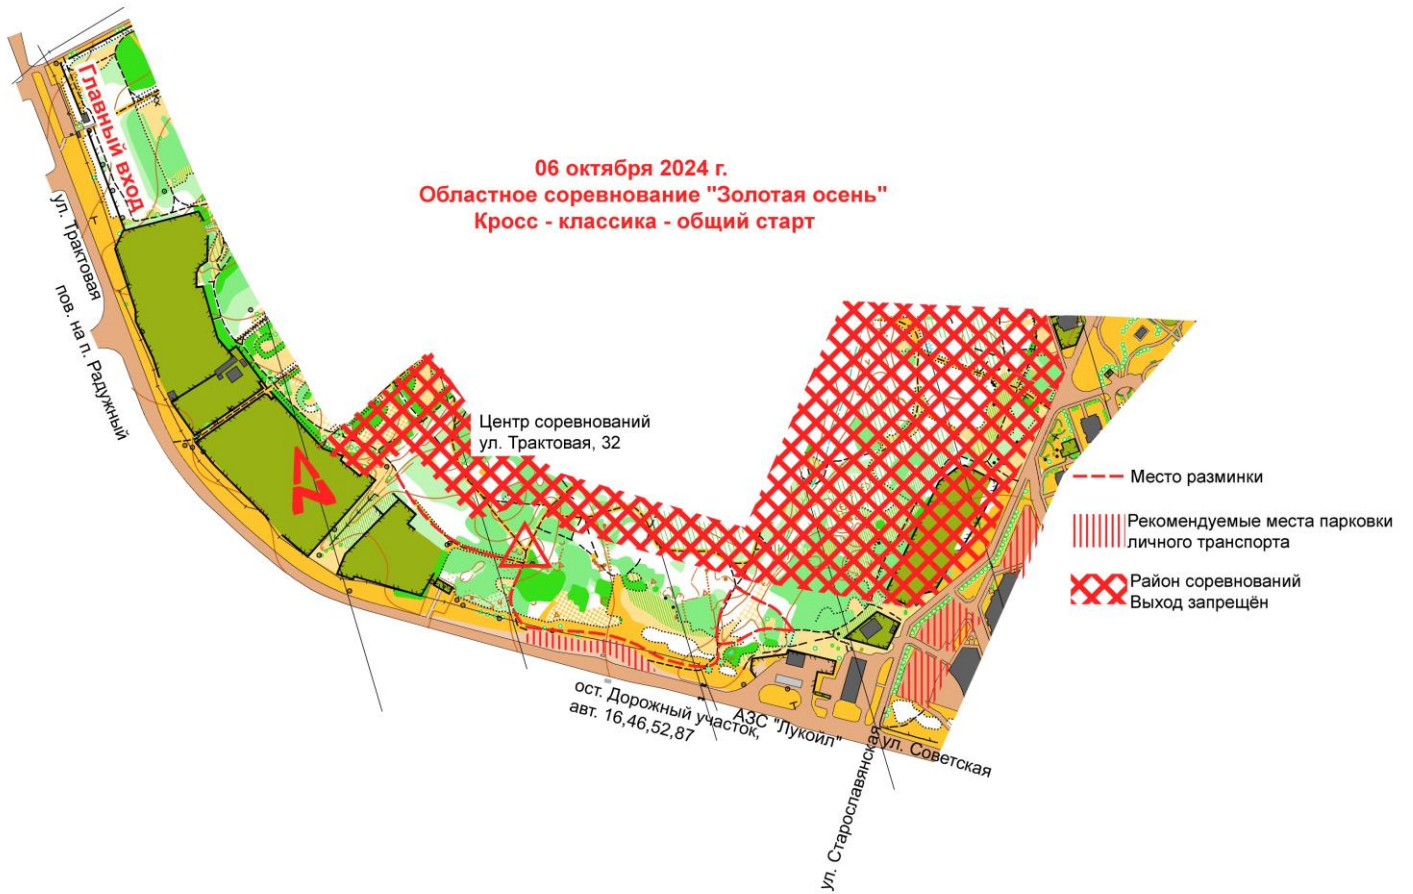 Главный вход
06 октября 2024 г.
Областное соревнование "Золотая осень"
Кросс - классика - общий старт
ул. Трактовая
пов. на п. Радужный
Центр соревнований
ул. Трактовая, 32
Место разминки
Рекомендуемые места парковки
личного транспорта
Район соревнований
Выход запрещён
ост. Дорожный участок,
авт. 16,46,52,87
АЗС "Лукойл"
ул. Старославянская
ул. Советская